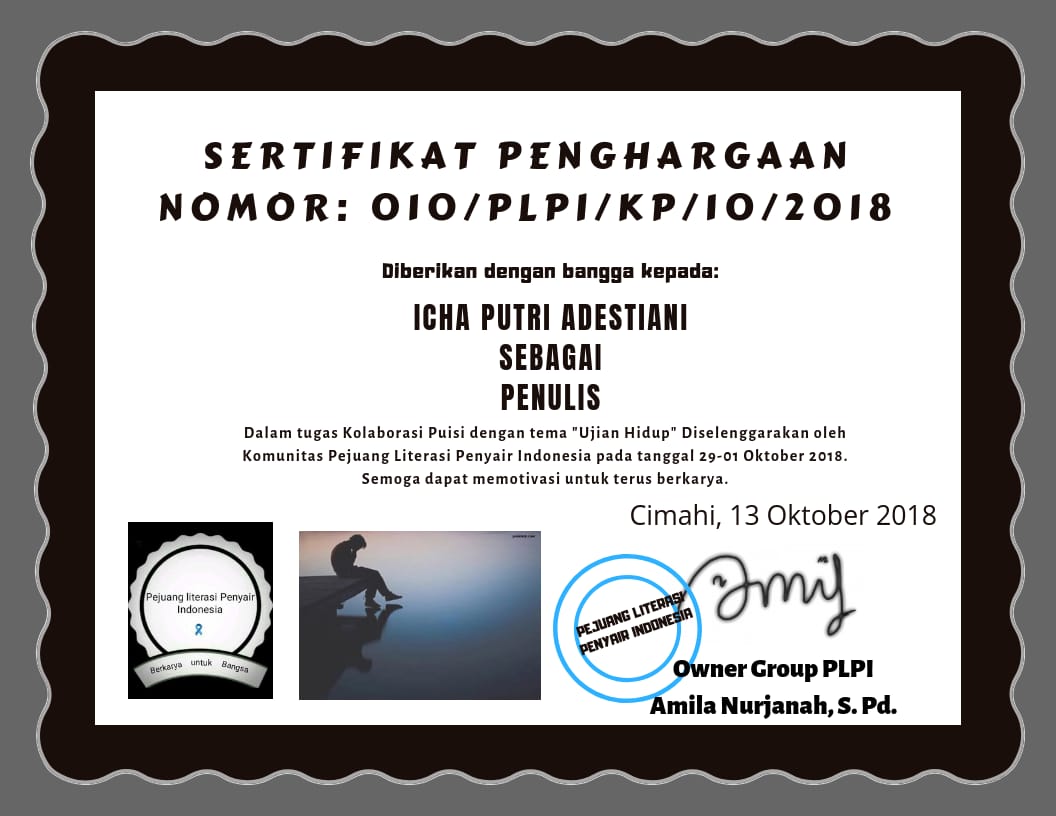 SERTIFIKAT PENGHARGAAN
NOMOR: 010/PLPI/KP/10/2018
Diberikan dengan bangga kepada:
ICHA PUTRI ADESTIANI
SEBAGAI
PENULIS
Dalam tugas Kolaborasi Puisi dengan tema "Ujian Hidup" Diselenggarakan oleh
Komunitas Pejuang Literasi Penyair Indonesia pada tanggal 29-01 Oktober 2018.
Semoga dapat memotivasi untuk terus berkarya.
Cimahi, 13 Oktober 2018
Pejuang literasi Penyair
Indonesia
Berkarya untuk Bangsa
PEJUANG LITERASI
PENYAIR INDONESIA
Owner Group PLPI
Amila Nurjanah, S. Pd.